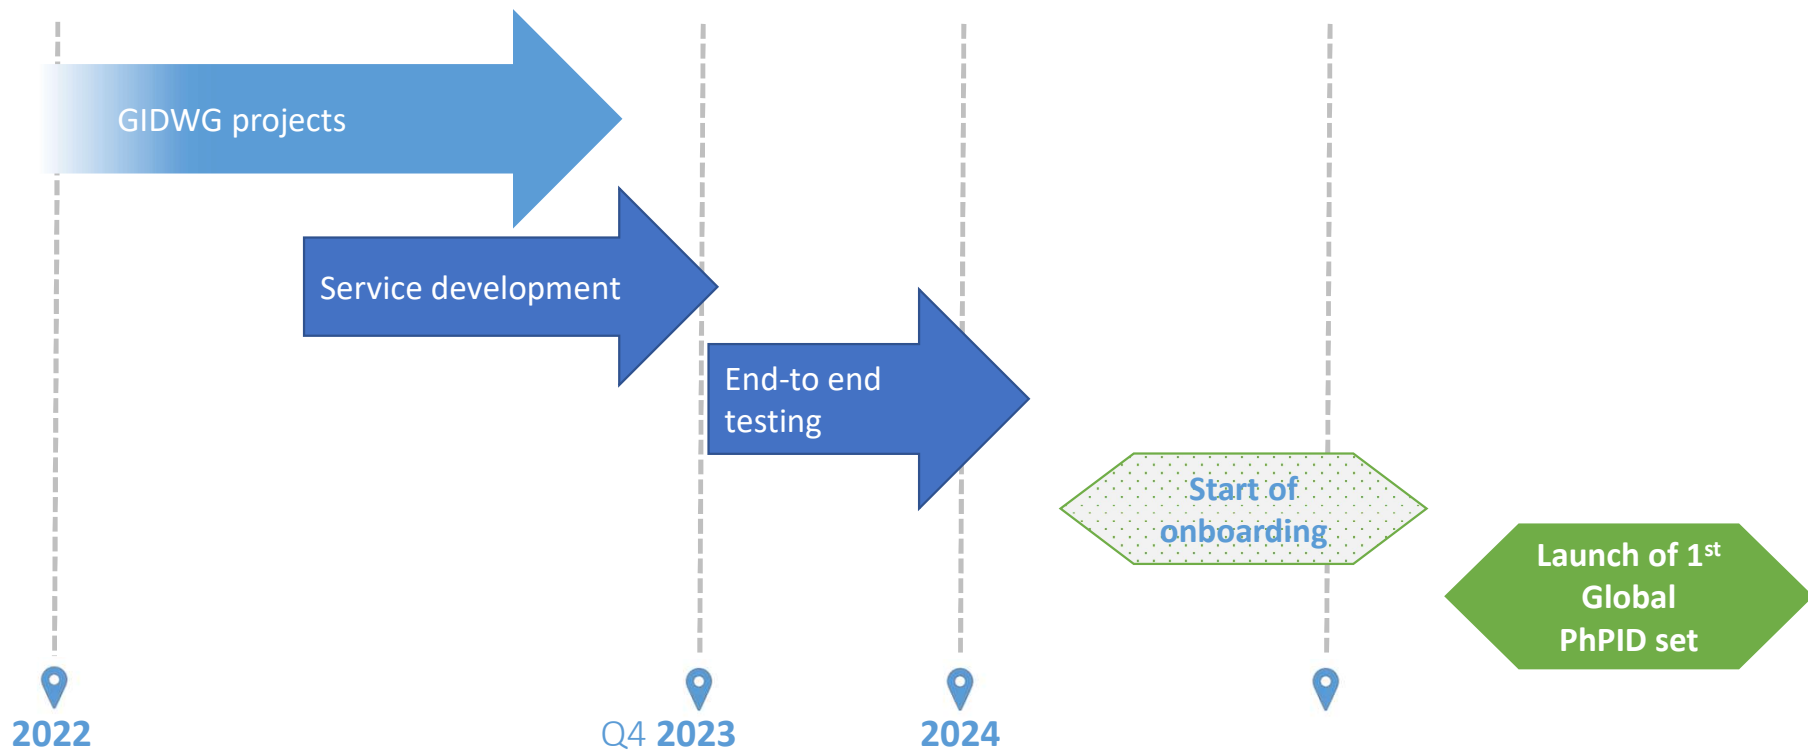 GIDWG projects
Service development
End-to end
testing
Start of
onboarding
Launch of 1st
Global
PhPID set
2022
Q4 2023
2024